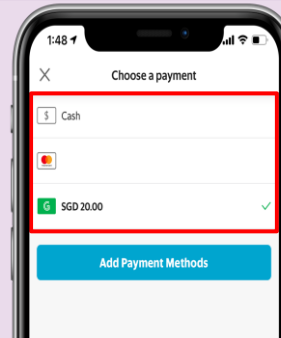 1:48
Choose a payment
$ Cash
G SGD 20.00
Add Payment Methods